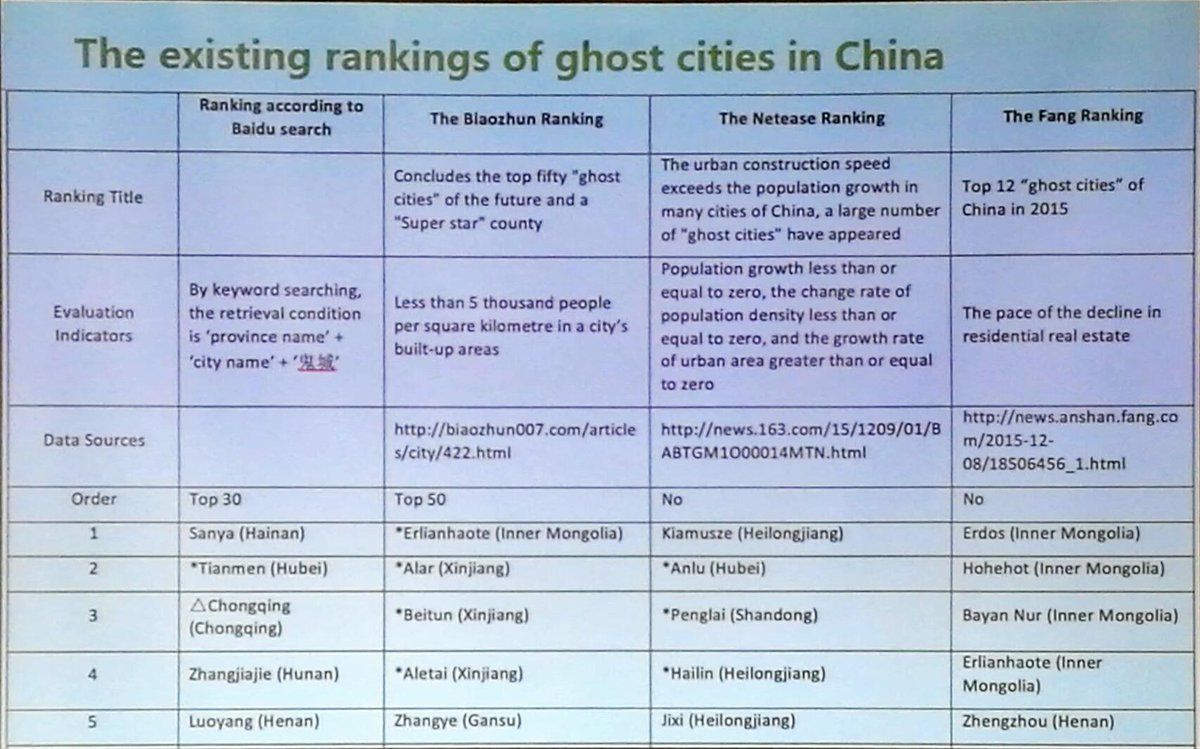 The existing rankings of ghost cities in China
Ranking according to
Baidu search
The Biaozhun Ranking
The Netease Ranking
The Fang Ranking
Ranking Title
Concludes the top fifty "ghost
cities" of the future and a
"Super star" county
The urban construction speed
exceeds the population growth in
many cities of China, a large number
of "ghost cities" have appeared
Top 12 "ghost cities" of
China in 2015
Evaluation
Indicators
By keyword searching,
the retrieval condition
is 'province name' +
'city name' + '鬼城'
Less than 5 thousand people
per square kilometre in a city's
built-up areas
Population growth less than or
equal to zero, the change rate of
population density less than or
equal to zero, and the growth rate
of urban area greater than or equal
to zero
The pace of the decline in
residential real estate
Data Sources
http://biaozhun007.com/article
s/city/422.html
http://news.163.com/15/1209/01/B
ABTGM1O00014MTN.html
http://news.anshan.fang.co
m/2015-12-
08/18506456_1.html
Order
Top 30
Top 50
No
No
1
Sanya (Hainan)
*Erlianhaote (Inner Mongolia)
Kiamusze (Heilongjiang)
Erdos (Inner Mongolia)
2
*Tianmen (Hubei)
*Alar (Xinjiang)
*Anlu (Hubei)
Hohehot (Inner Mongolia)
3
△Chongqing
(Chongqing)
*Beitun (Xinjiang)
*Penglai (Shandong)
Bayan Nur (Inner Mongolia)
4
Zhangjiajie (Hunan)
*Aletai (Xinjiang)
*Hailin (Heilongjiang)
Erlianhaote (Inner
Mongolia)
5
Luoyang (Henan)
Zhangye (Gansu)
Jixi (Heilongjiang)
Zhengzhou (Henan)